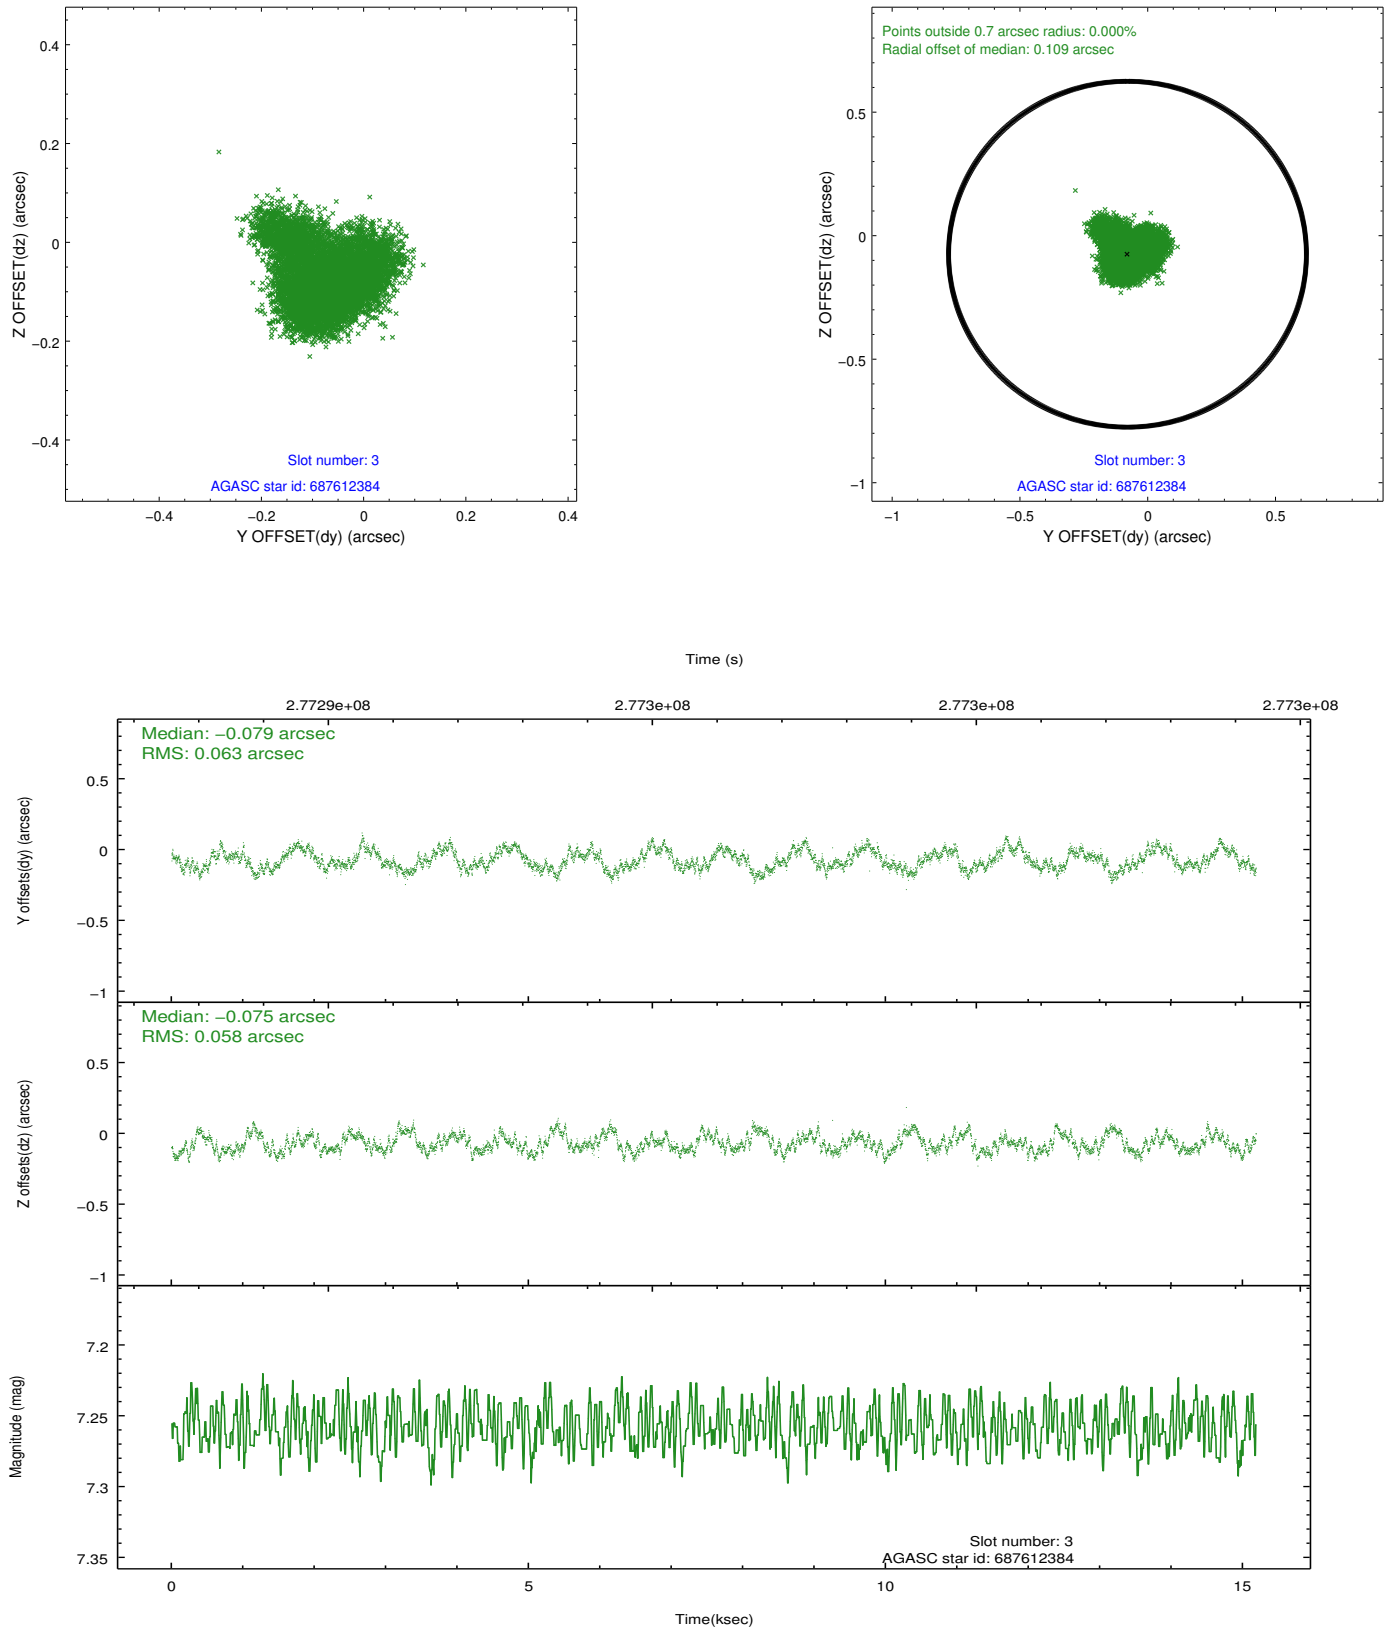 0.4
0.2
0
−0.2
−0.4
Z OFFSET(dz) (arcsec)
Slot number: 3
AGASC star id: 687612384
−0.4
−0.2
0
0.2
0.4
Y OFFSET(dy) (arcsec)
Points outside 0.7 arcsec radius: 0.000%
Radial offset of median: 0.109 arcsec
0.5
0
−0.5
−1
Z OFFSET(dz) (arcsec)
Slot number: 3
AGASC star id: 687612384
−1
−0.5
0
0.5
Y OFFSET(dy) (arcsec)
Time (s)
2.7729e+08
2.773e+08
2.773e+08
2.773e+08
Median: −0.079 arcsec
RMS: 0.063 arcsec
0.5
0
−0.5
−1
Y offsets(dy) (arcsec)
Median: −0.075 arcsec
RMS: 0.058 arcsec
0.5
0
−0.5
−1
Z offsets(dz) (arcsec)
7.2
7.25
7.3
7.35
Magnitude (mag)
Slot number: 3
AGASC star id: 687612384
0
5
10
15
Time(ksec)